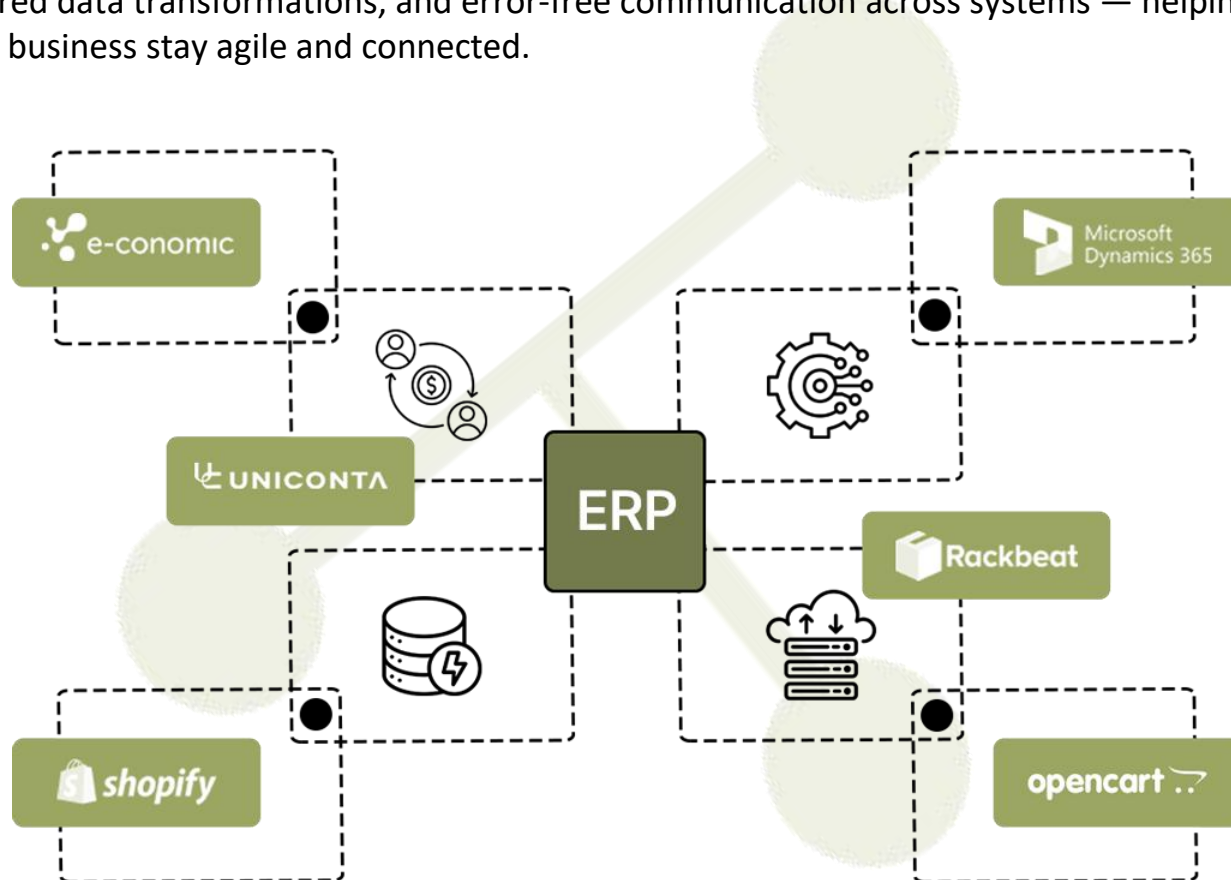 red data transformations, and error-free communication across systems — helpin
business stay agile and connected.
e-conomic
Microsoft
Dynamics 365
$
UNICONTA
ERP
Rackbeat
S shopify
opencart